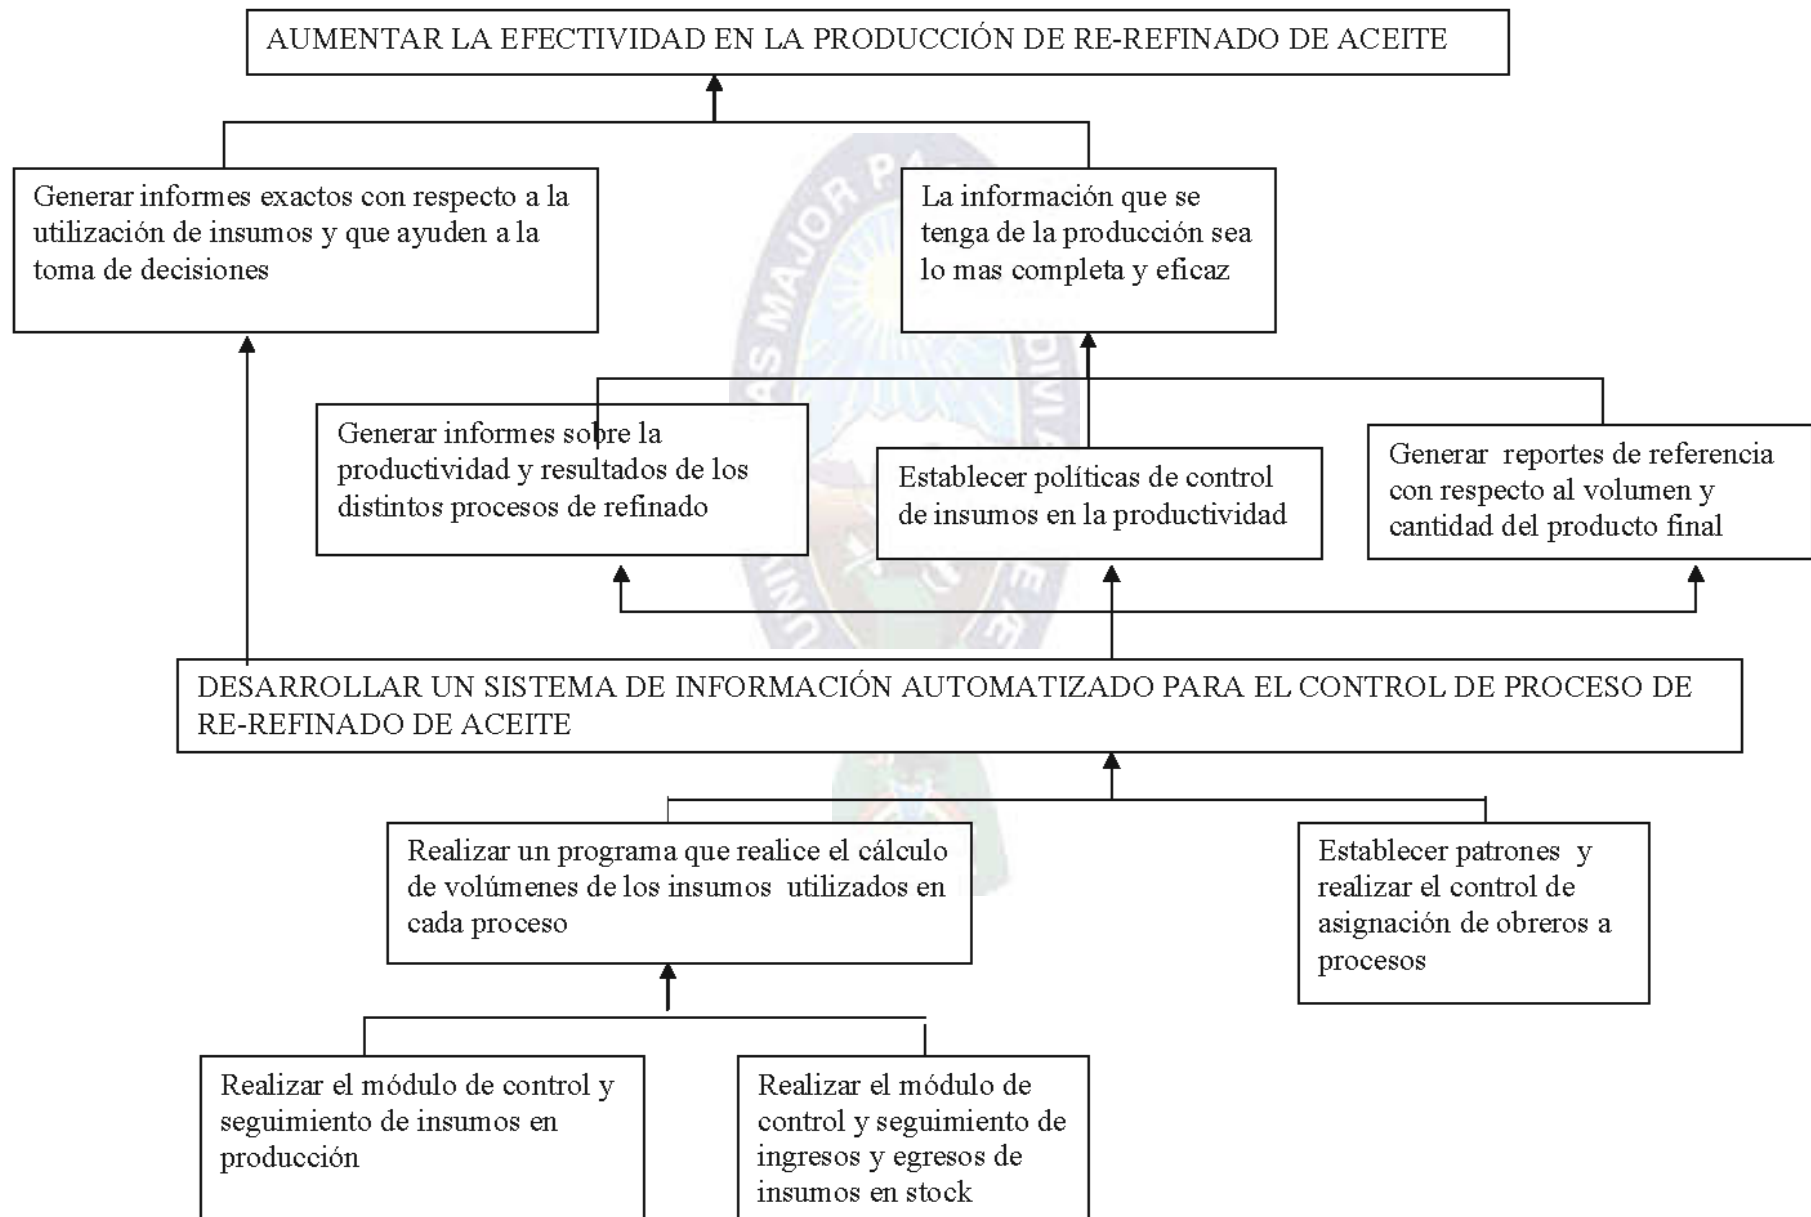 AUMENTAR LA EFECTIVIDAD EN LA PRODUCCIÓN DE RE-REFINADO DE ACEITE
Generar informes exactos con respecto a la
utilización de insumos y que ayuden a la
toma de decisiones
La información que se
tenga de la producción sea
lo mas completa y eficaz
Generar informes sobre la
productividad y resultados de los
distintos procesos de refinado
Establecer políticas de control
de insumos en la productividad
Generar reportes de referencia
con respecto al volumen y
cantidad del producto final
DESARROLLAR UN SISTEMA DE INFORMACIÓN AUTOMATIZADO PARA EL CONTROL DE PROCESO DE
RE-REFINADO DE ACEITE
Realizar un programa que realice el cálculo
de volúmenes de los insumos utilizados en
cada proceso
Establecer patrones y
realizar el control de
asignación de obreros a
procesos
Realizar el módulo de control y
seguimiento de insumos en
producción
Realizar el módulo de
control y seguimiento de
ingresos y egresos de
insumos en stock
MAJOR